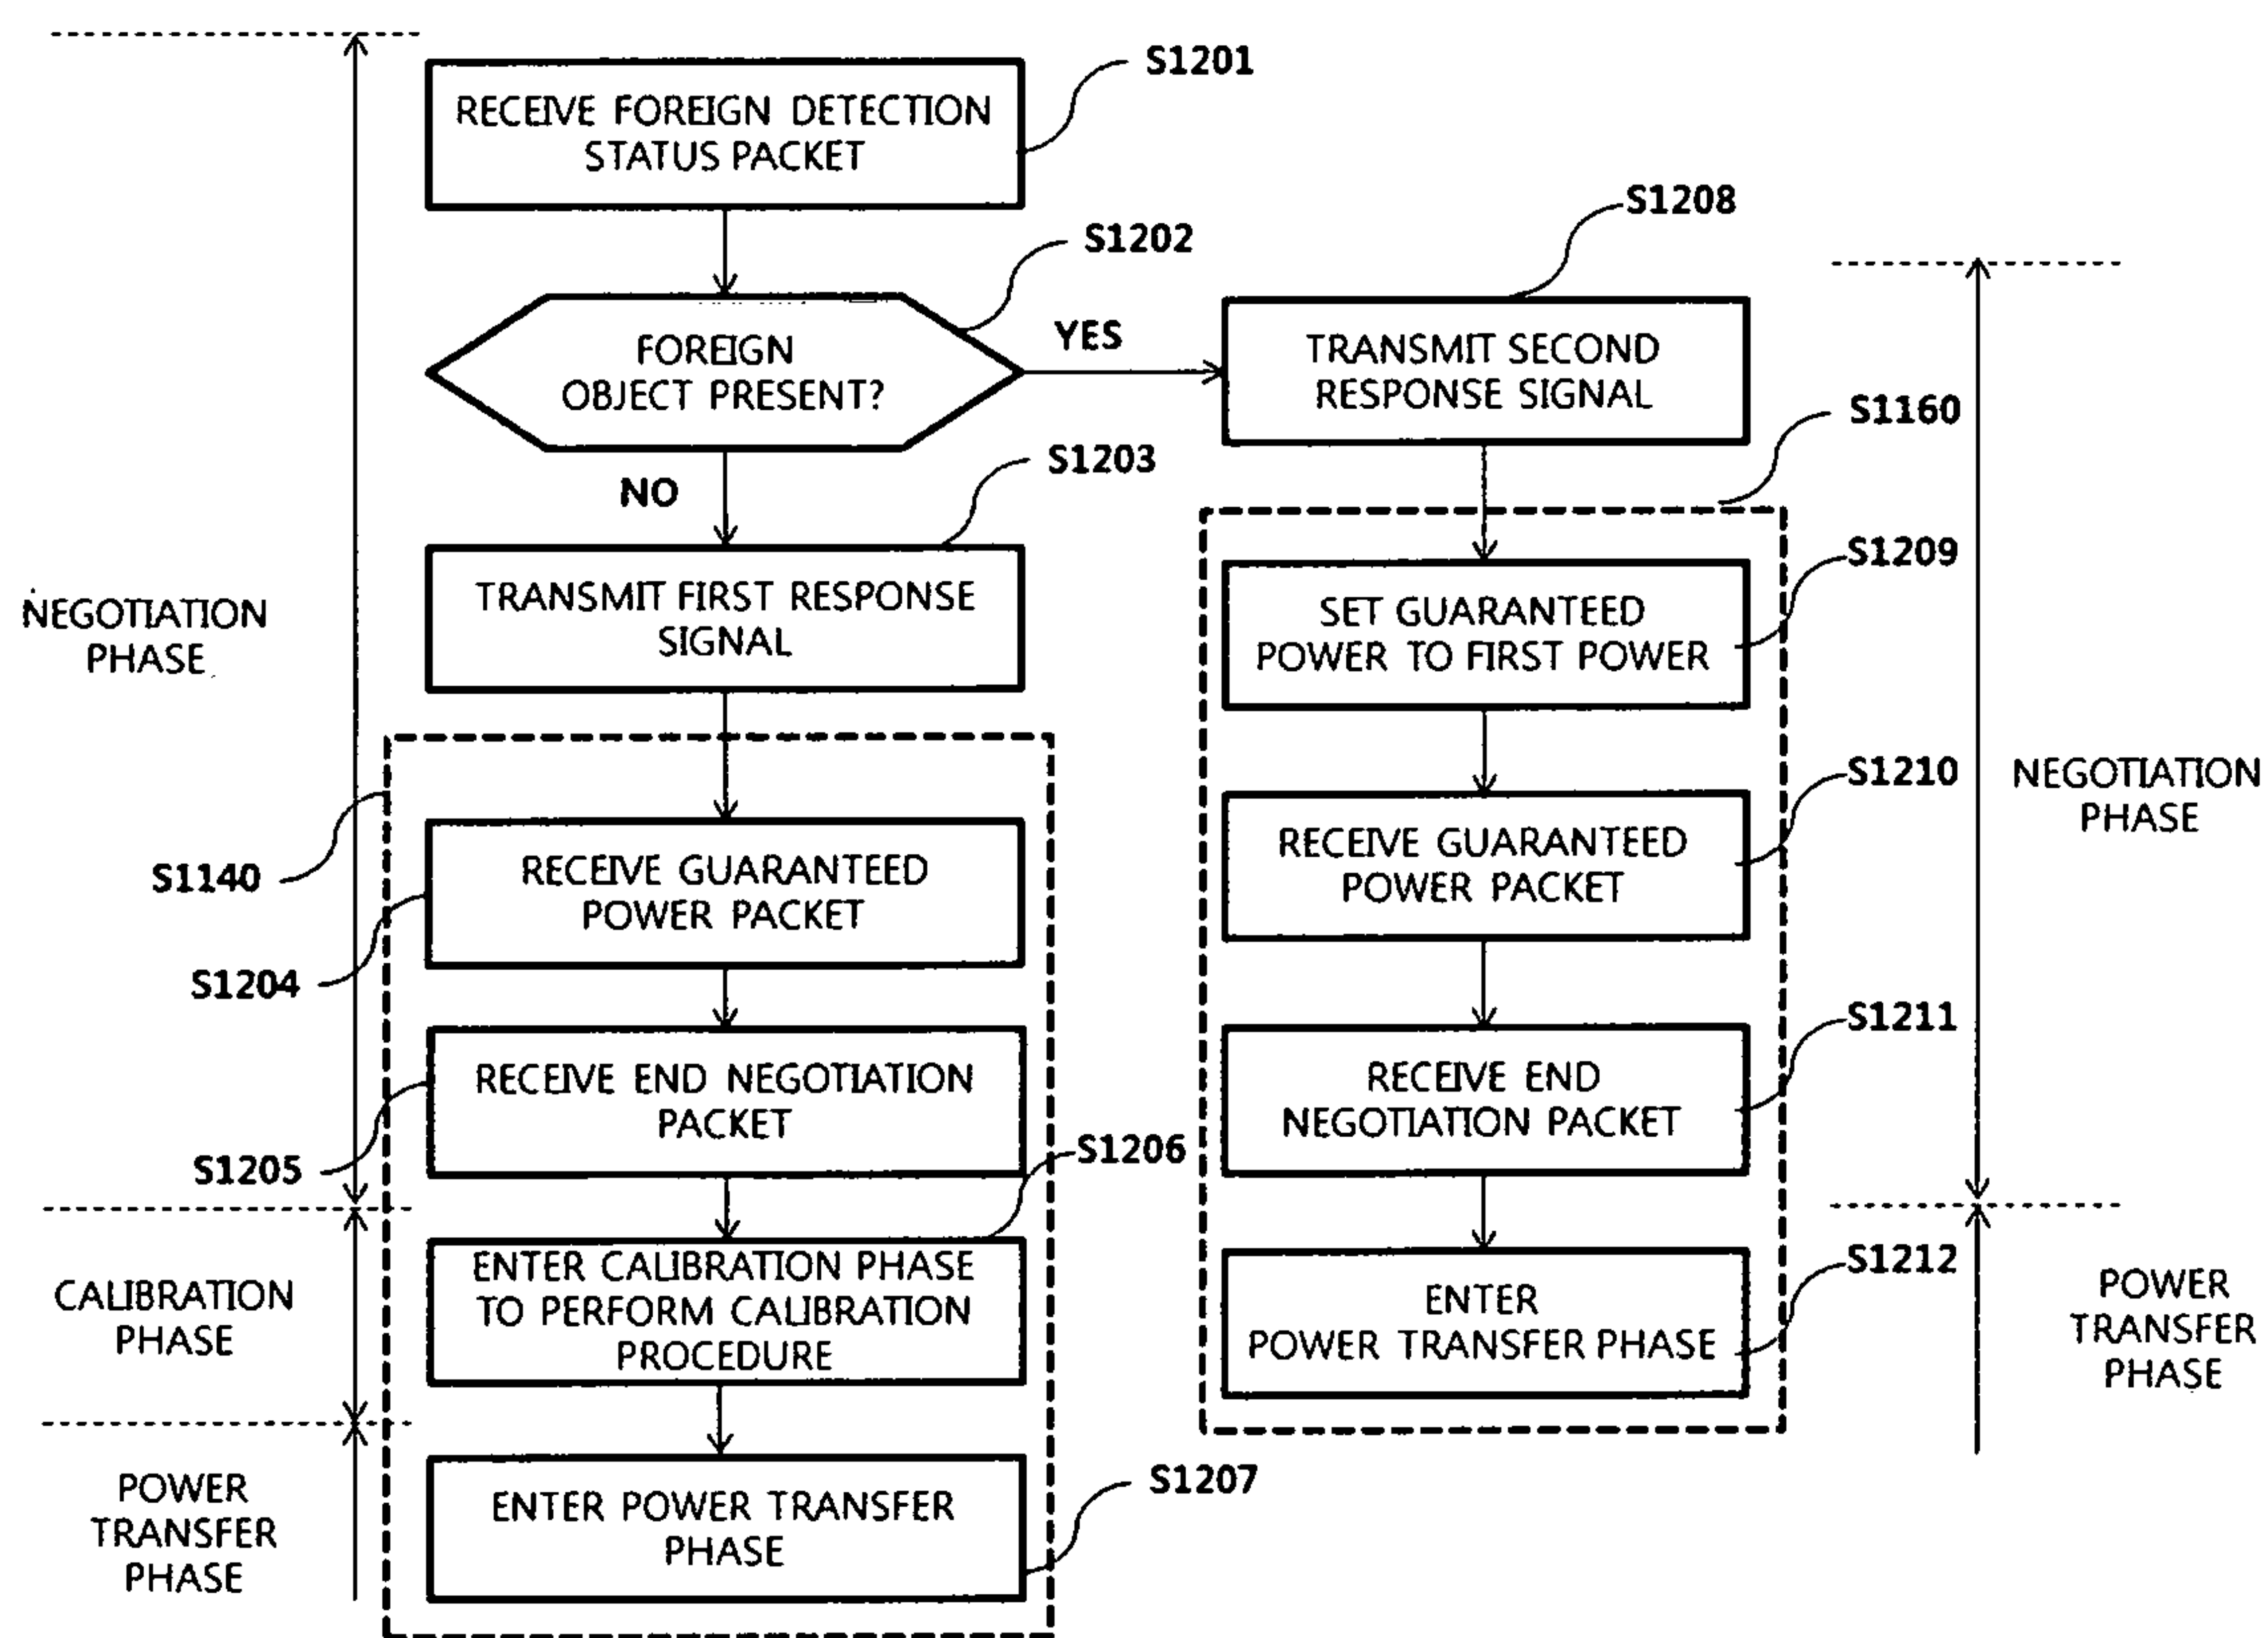 S1201
RECEIVE FOREIGN DETECTION
STATUS PACKET
S1202
FOREIGN
OBJECT PRESENT?
YES
NO
S1208
TRANSMIT SECOND
RESPONSE SIGNAL
S1160
S1203
TRANSMIT FIRST RESPONSE
SIGNAL
NEGOTIATION
PHASE
S1140
S1204
RECEIVE GUARANTEED
POWER PACKET
S1205
RECEIVE END NEGOTIATION
PACKET
S1206
CALIBRATION
PHASE
ENTER CALIBRATION PHASE
TO PERFORM CALIBRATION
PROCEDURE
POWER
TRANSFER
PHASE
S1207
ENTER POWER TRANSFER
PHASE
S1209
SET GUARANTEED
POWER TO FIRST POWER
S1210
RECEIVE GUARANTEED
POWER PACKET
NEGOTIATION
PHASE
S1211
RECEIVE END
NEGOTIATION PACKET
S1212
ENTER
POWER TRANSFER PHASE
POWER
TRANSFER
PHASE